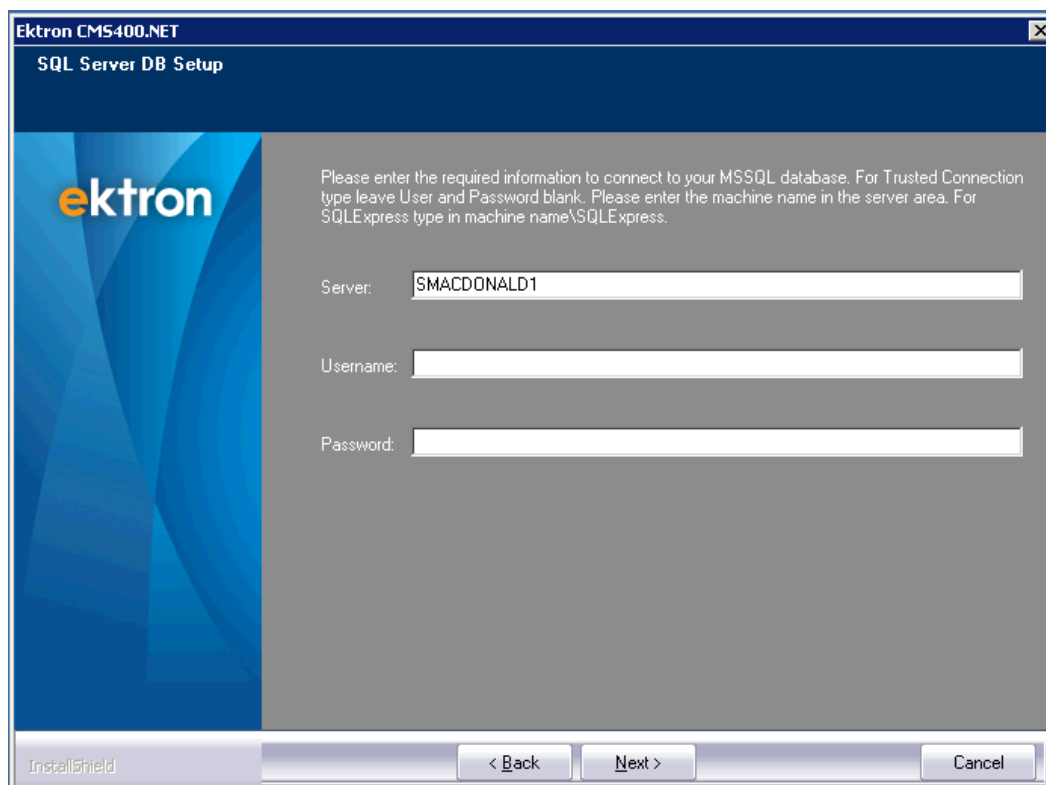 Ektron CMS400.NET
SQL Server DB Setup
ektron
Please enter the required information to connect to your MSSQL database. For Trusted Connection
type leave User and Password blank. Please enter the machine name in the server area. For
SQLExpress type in machine name\SQLExpress.
Server: SMACDONALD1
Username:
Password:
InstallShield
< Back Next > Cancel